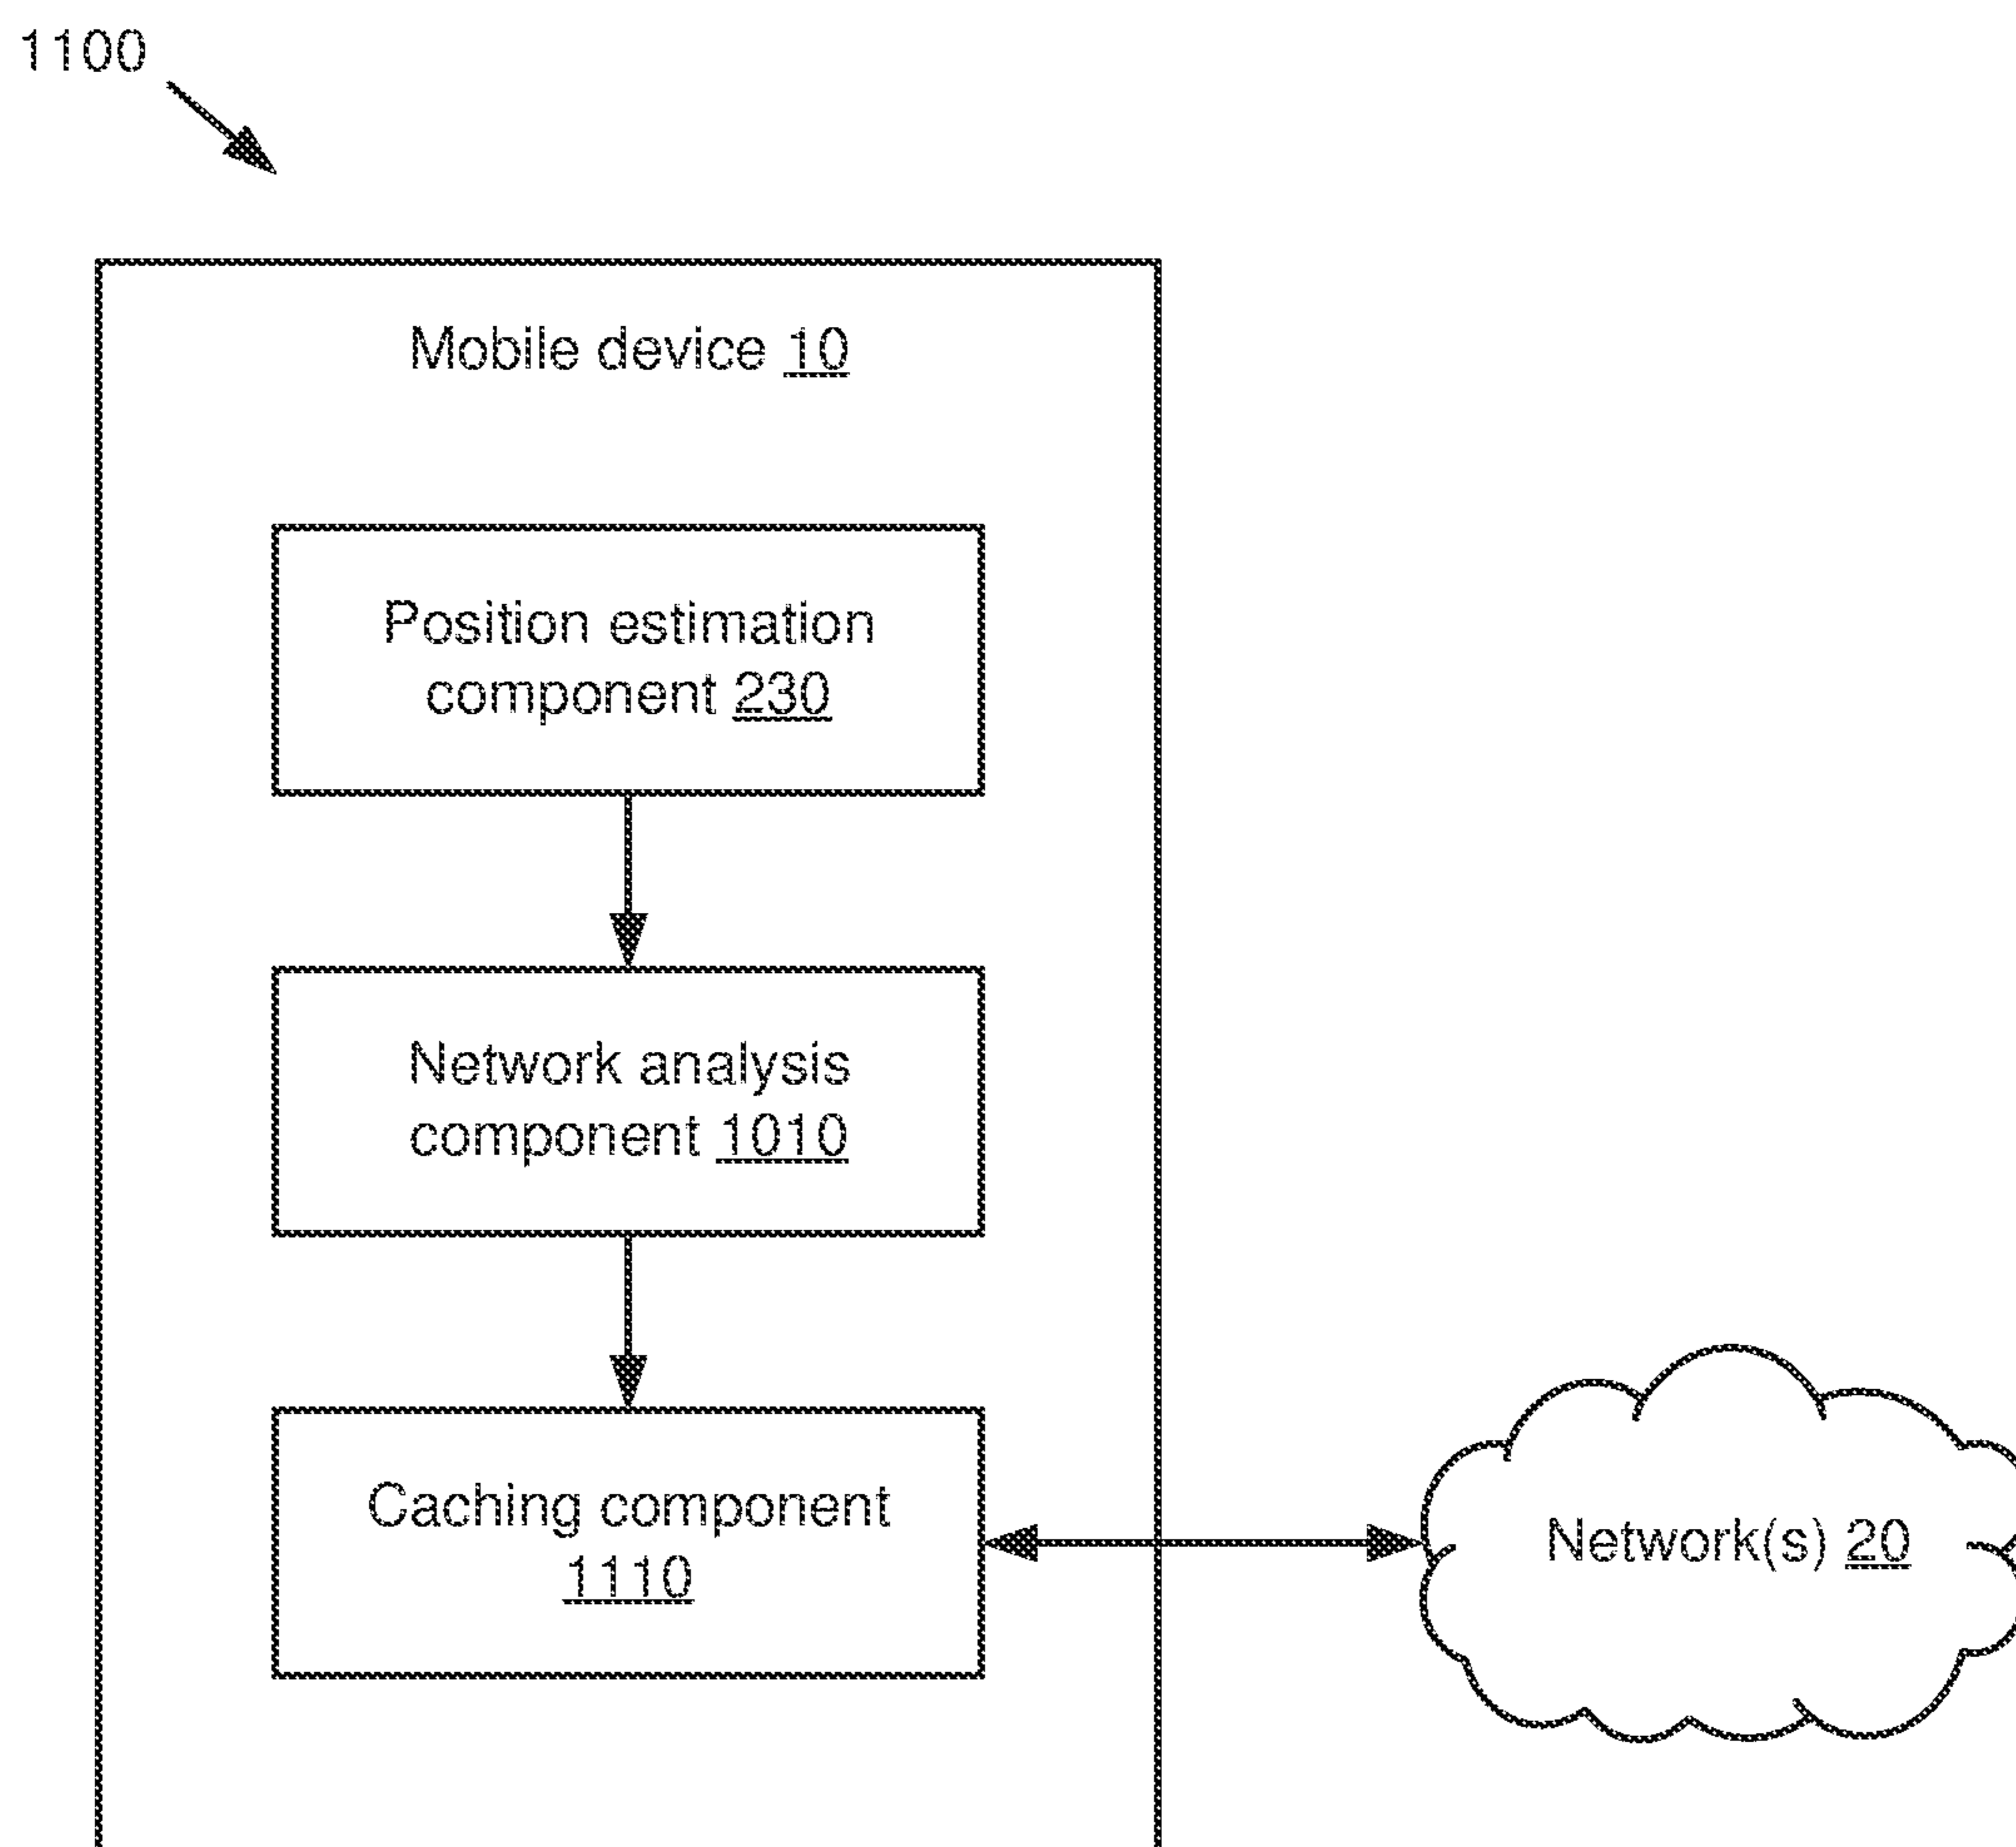 1100
Mobile device 10
Position estimation
component 230
Network analysis
component 1010
Caching component
1110
Network(s) 20